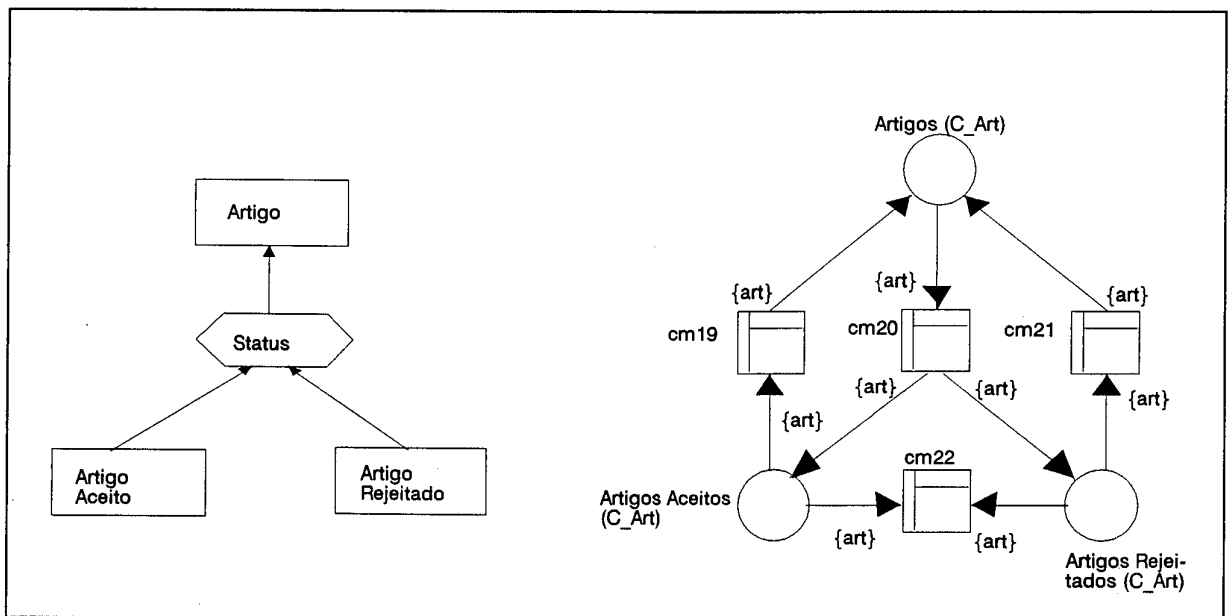 Artigo
Status
Artigo
Aceito
Artigo
Rejeitado
Artigos (C_Art)
{art}
{art}
{art}
cm19
cm20
cm21
{art}
{art}
{art}
{art}
cm22
Artigos Aceitos
(C_Art)
{art}
{art}
Artigos Rejei-
tados (C_Art)